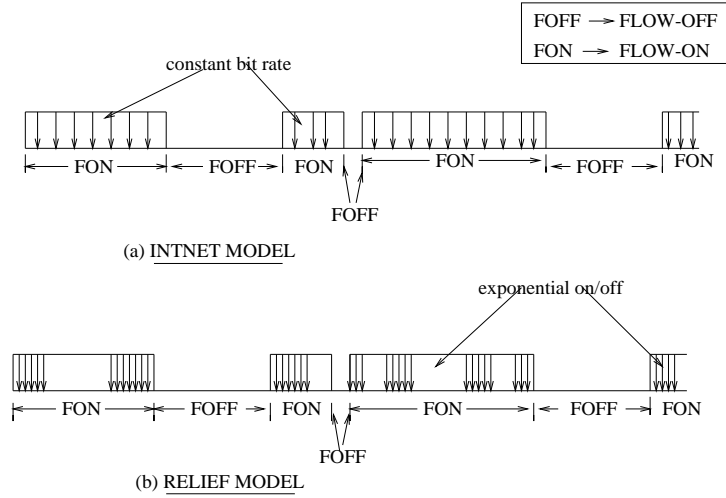 FOFF → FLOW-OFF
FON → FLOW-ON
constant bit rate
FON FOFF FON FON FOFF FON
FOFF
(a) INTNET MODEL
exponential on/off
FON FOFF FON FON FOFF FON
FOFF
(b) RELIEF MODEL